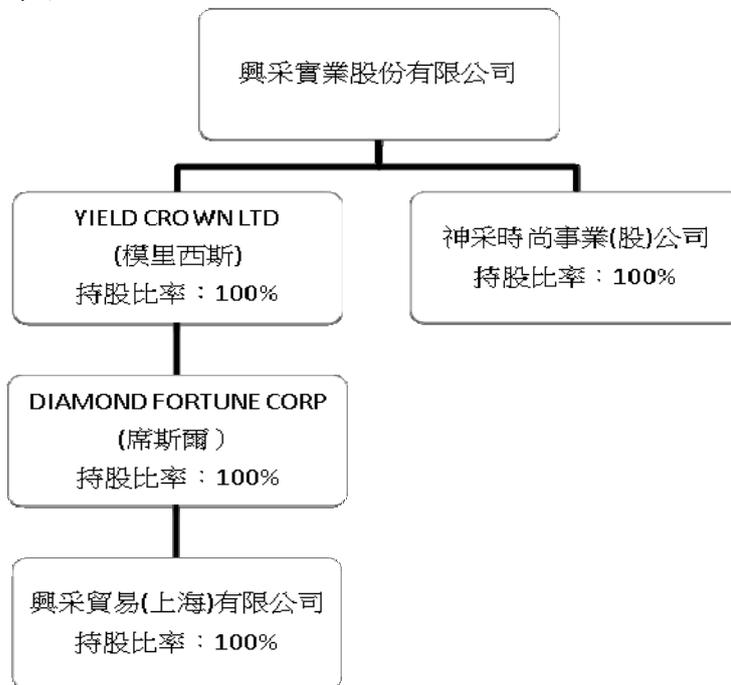 興采實業股份有限公司
YIELD CROWN LTD
(模里西斯)
持股比率：100%
神采時尚事業(股)公司
持股比率：100%
DIAMOND FORTUNE CORP
(席斯爾）
持股比率：100%
興采貿易(上海)有限公司
持股比率：100%